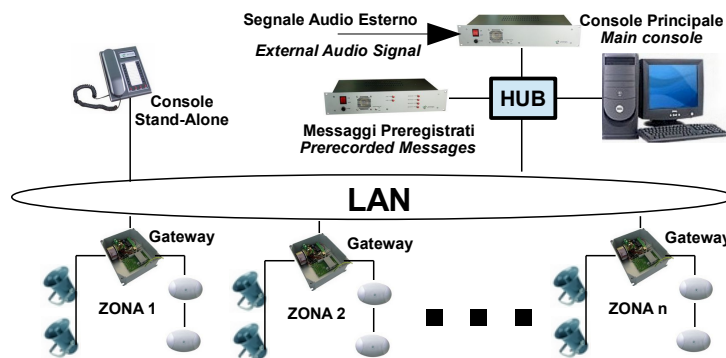 Segnale Audio Esterno
External Audio Signal
Console Principale
Main console
Console
Stand-Alone
HUB
Messaggi Preregistrati
Prerecorded Messages
LAN
Gateway
Gateway
Gateway
ZONA 1
ZONA 2
ZONA n